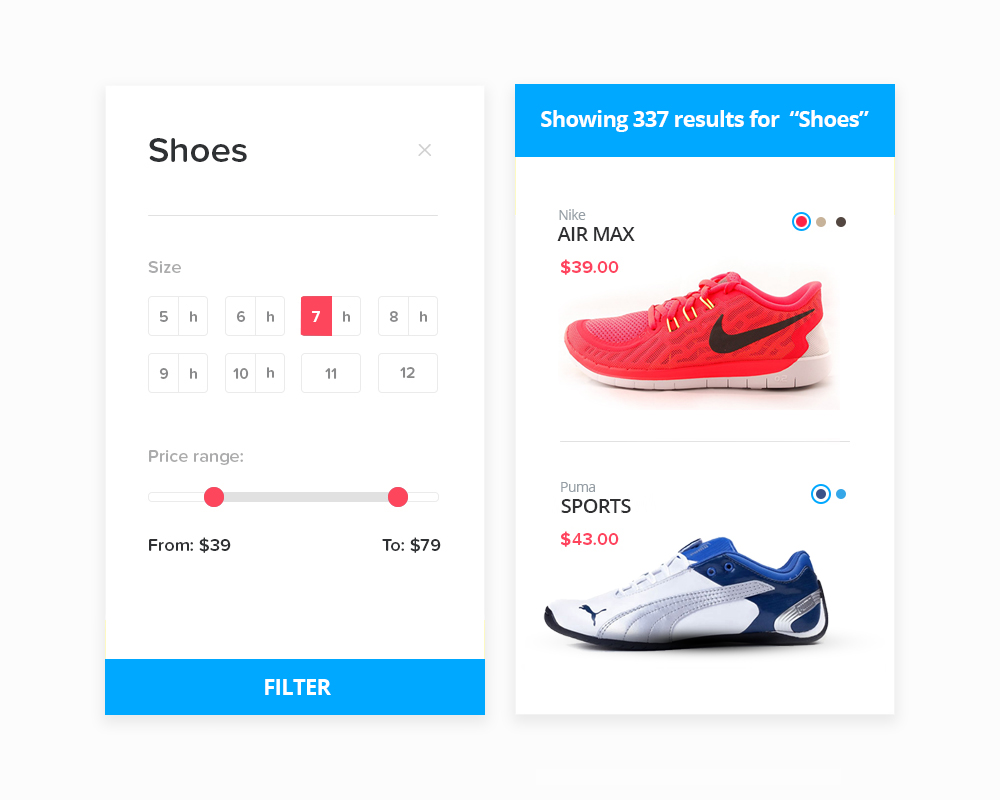 Shoes
Size
5 h 6 h 7 h 8 h
9 h 10 h 11 12
Price range:
From: $39 To: $79
FILTER
Showing 337 results for “Shoes”
Nike
AIR MAX
$39.00
Puma
SPORTS
$43.00